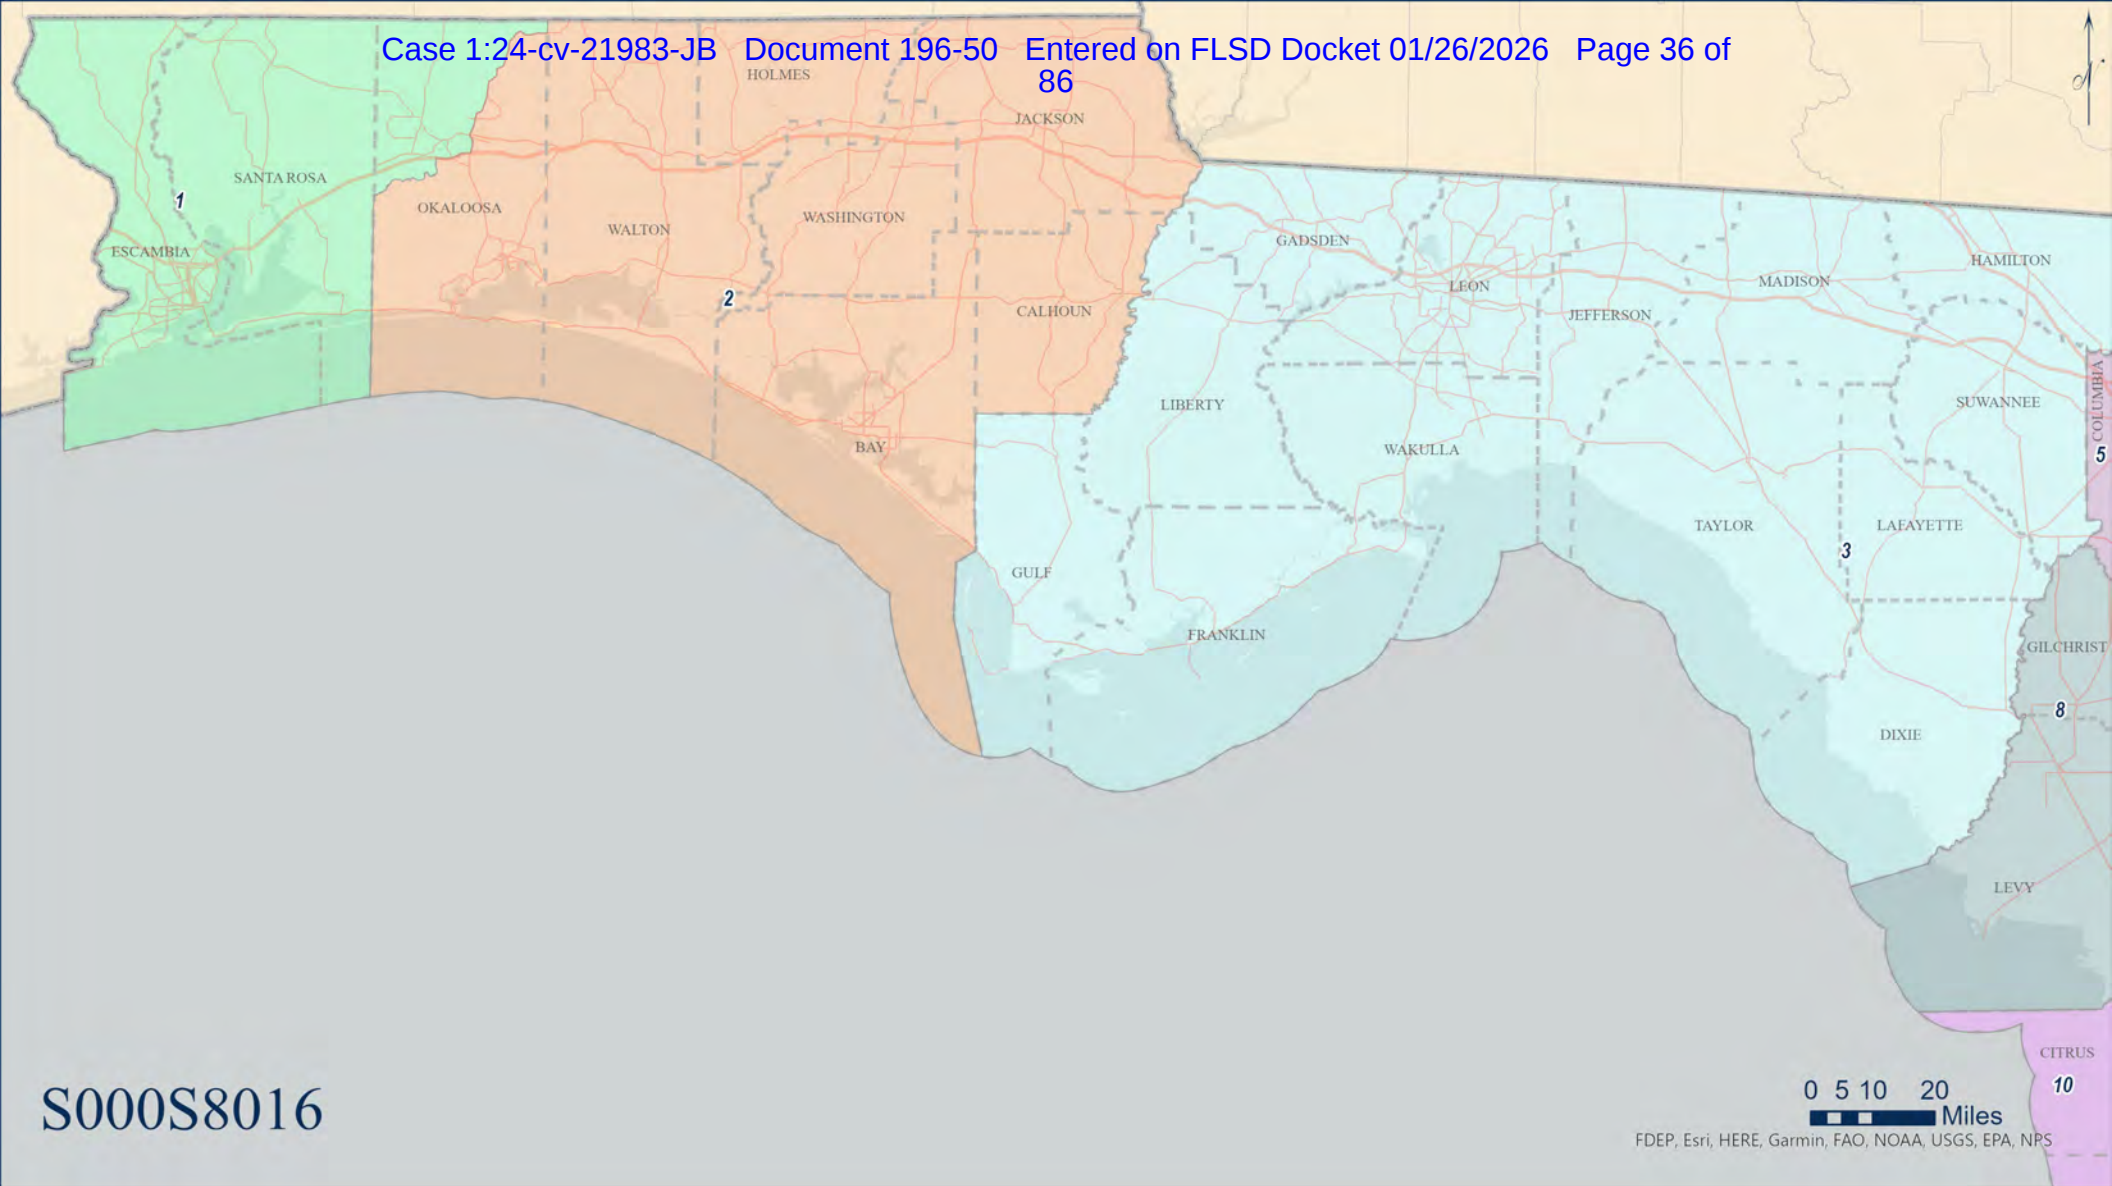 Case 1:24-cv-21983-JB Document 196-50 Entered on FLSD Docket 01/26/2026 Page 36 of
86
HOLMES
JACKSON
SANTA ROSA
1
OKALOOSA
WALTON
WASHINGTON
ESCAMBIA
GADSDEN
HAMILTON
LEON
MADISON
2
CALHOUN
JEFFERSON
COLUMBIA
LIBERTY
SUWANNEE
BAY
WAKULLA
5
TAYLOR
LAFAYETTE
3
GULF
FRANKLIN
GILCHRIST
8
DIXIE
LEVY
CITRUS
10
S000S8016
0 5 10 20
Miles
FDEP, Esri, HERE, Garmin, FAO, NOAA, USGS, EPA, NPS
N